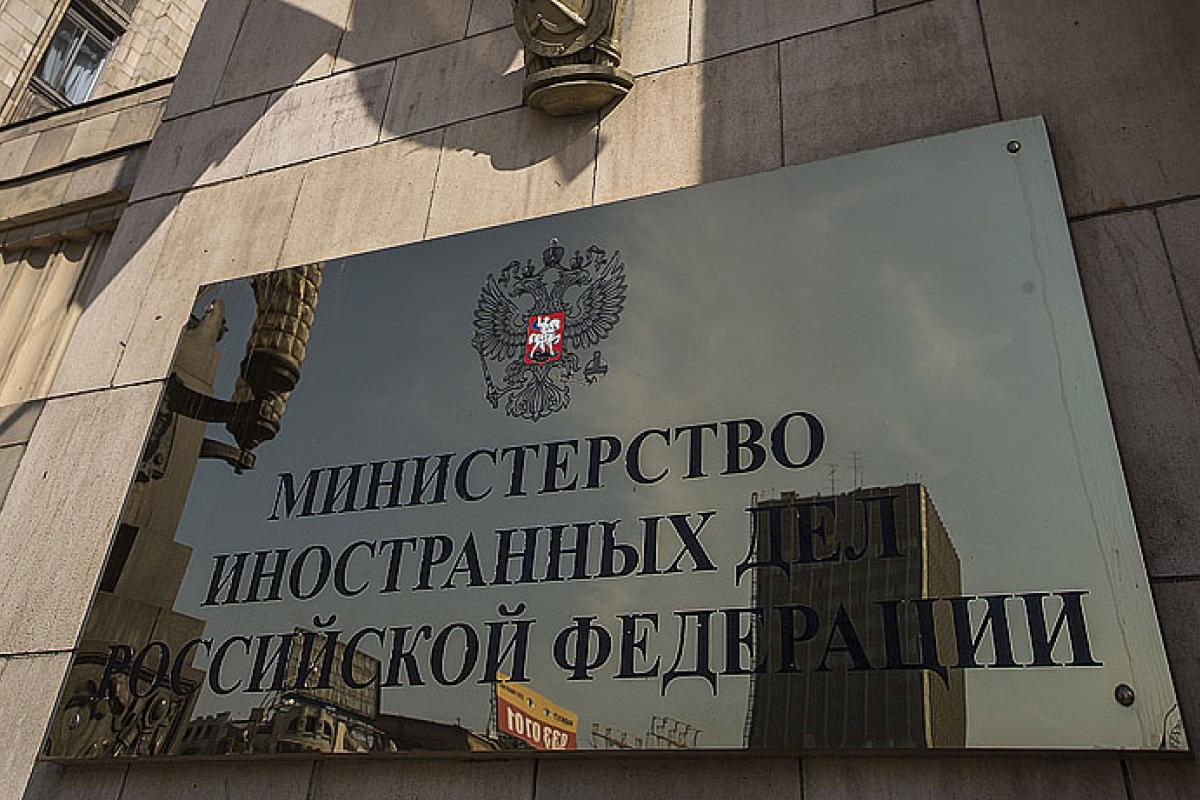 МИНИСТЕРСТВО
ИНОСТРАННЫХ ДЕЛ
РОССИЙСКОЙ ФЕДЕРАЦИИ